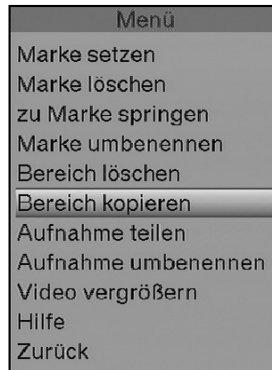 Menü
Marke setzen
Marke löschen
zu Marke springen
Marke umbenennen
Bereich löschen
Bereich kopieren
Aufnahme teilen
Aufnahme umbenennen
Video vergrößern
Hilfe
Zurück